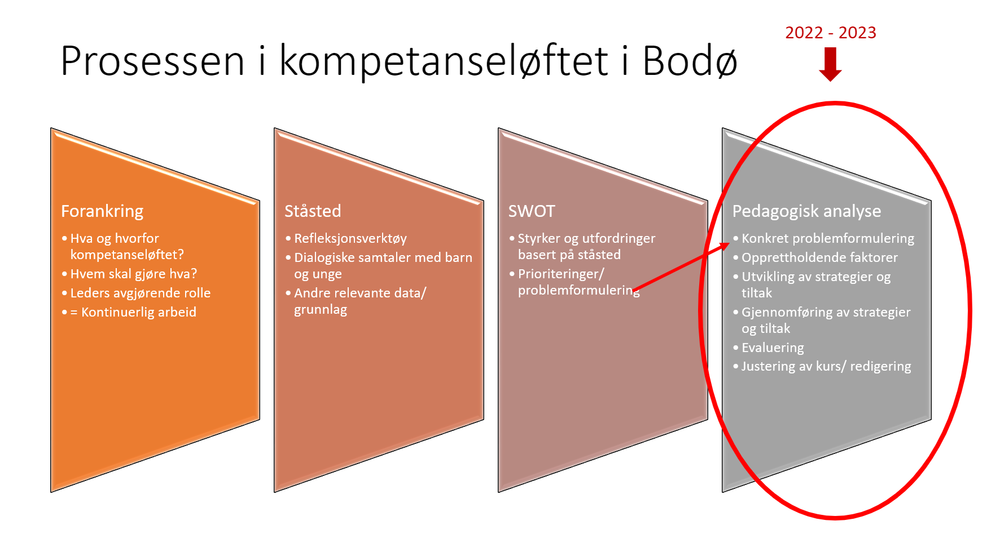 2022 - 2023
Prosessen i kompetanseløftet i Bodø
Forankring
• Hva og hvorfor
kompetanseløftet?
• Hvem skal gjøre hva?
• Leders avgjørende rolle
• = Kontinuerlig arbeid
Ståsted
• Refleksjonsverktøy
• Dialogiske samtaler med barn
og unge
• Andre relevante data/
grunnlag
SWOT
• Styrker og utfordringer
basert på ståsted
• Prioriteringer/
problemformulering
Pedagogisk analyse
• Konkret problemformulering
• Opprettholdende faktorer
• Utvikling av strategier og
tiltak
• Gjennomføring av strategier
og tiltak
• Evaluering
• Justering av kurs/ redigering